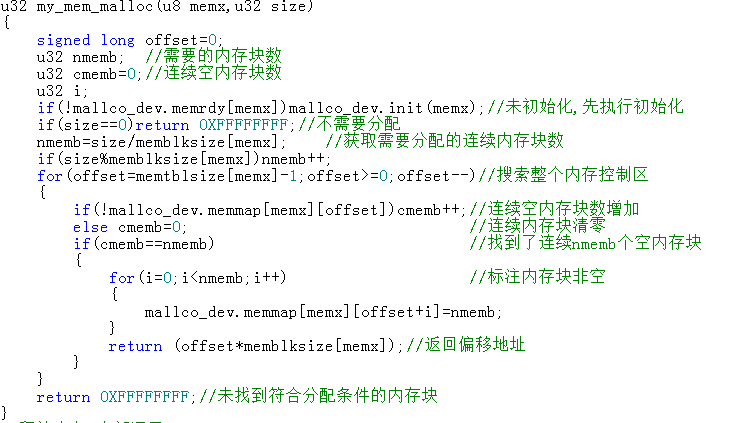 u32 my_mem_malloc(u8 memx,u32 size)
{
    signed long offset=0;
    u32 nmemb;  //需要的内存块数
    u32 cmemb=0;//连续空内存块数
    u32 i;
    if(!mallco_dev.memrdy[memx])mallco_dev.init(memx);//未初始化,先执行初始化
    if(size==0)return 0XFFFFFFFF;//不需要分配
    nmemb=size/memblksize[memx];    //获取需要分配的连续内存块数
    if(size%memblksize[memx])nmemb++;
    for(offset=memtblsize[memx]-1;offset>=0;offset--)//搜索整个内存控制区
    {
        if(!mallco_dev.memmap[memx][offset])cmemb++;//连续空内存块数增加
        else cmemb=0;                               //连续内存块清零
        if(cmemb==nmemb)                            //找到了连续nmemb个空内存块
        {
            for(i=0;i<nmemb;i++)                    //标注内存块非空
            {
                mallco_dev.memmap[memx][offset+i]=nmemb;
            }
            return (offset*memblksize[memx]);//返回偏移地址
        }
    }
    return 0XFFFFFFFF;//未找到符合分配条件的内存块
}